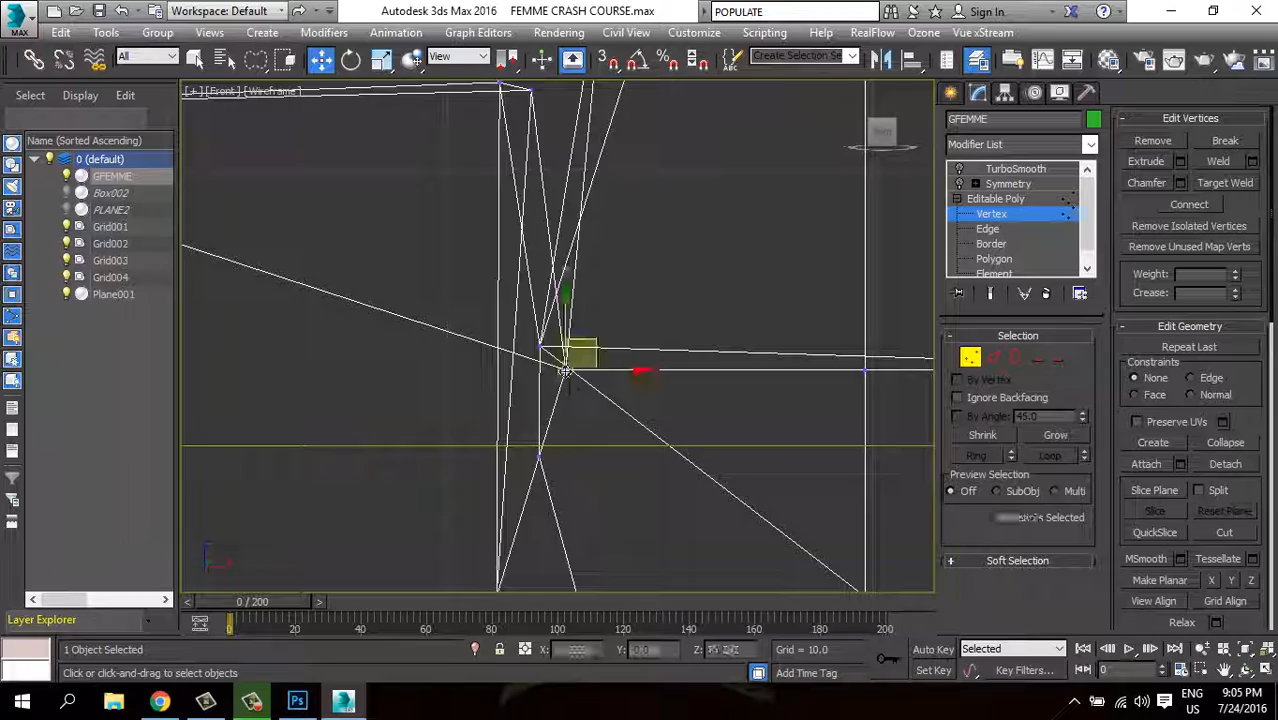 MAX
Workspace: Default
Autodesk 3ds Max 2016 FEMME CRASH COURSE.max
POPULATE
Sign In
Edit Tools Group Views Create Modifiers Animation Graph Editors Rendering Civil View Customize Scripting Help RealFlow Ozone Vue xStream
All View 3 Create Selection Se
Select Display Edit
Name (Sorted Ascending)
0 (default)
GFEMME
Box002
PLANE2
Grid001
Grid002
Grid003
Grid004
Plane001
Layer Explorer
[+] [Front] [Wireframe]
GFEMME
Modifier List
TurboSmooth
Symmetry
Editable Poly
Vertex
Edge
Border
Polygon
Element
Selection
By Vertex
Ignore Backfacing
By Angle: 45.0
Shrink Grow
Ring Loop
Preview Selection
Off SubObj Multi
Selected
Soft Selection
Edit Vertices
Remove Break
Extrude Weld
Chamfer Target Weld
Connect
Remove Isolated Vertices
Remove Unused Map Verts
Weight:
Crease:
Edit Geometry
Repeat Last
Constraints
None Edge
Face Normal
Preserve UVs
Create Collapse
Attach Detach
Slice Plane Split
Slice Reset Plane
QuickSlice Cut
MSmooth Tessellate
Make Planar X Y Z
View Align Grid Align
Relax
0 / 200
0 20 40 60 80 100 120 140 160 180 200
1 Object Selected
X: Y: Z: Grid = 10.0
Click or click-and-drag to select objects
Add Time Tag
Auto Key Selected
Set Key Key Filters...
0
ENG
US
9:05 PM
7/24/2016